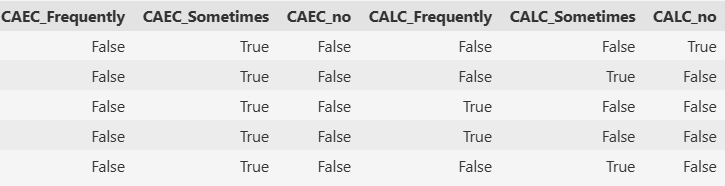 CAEC_Frequently CAEC_Sometimes CAEC_no CALC_Frequently CALC_Sometimes CALC_no
False True False False False True
False True False False True False
False True False True False False
False True False True False False
False True False False True False